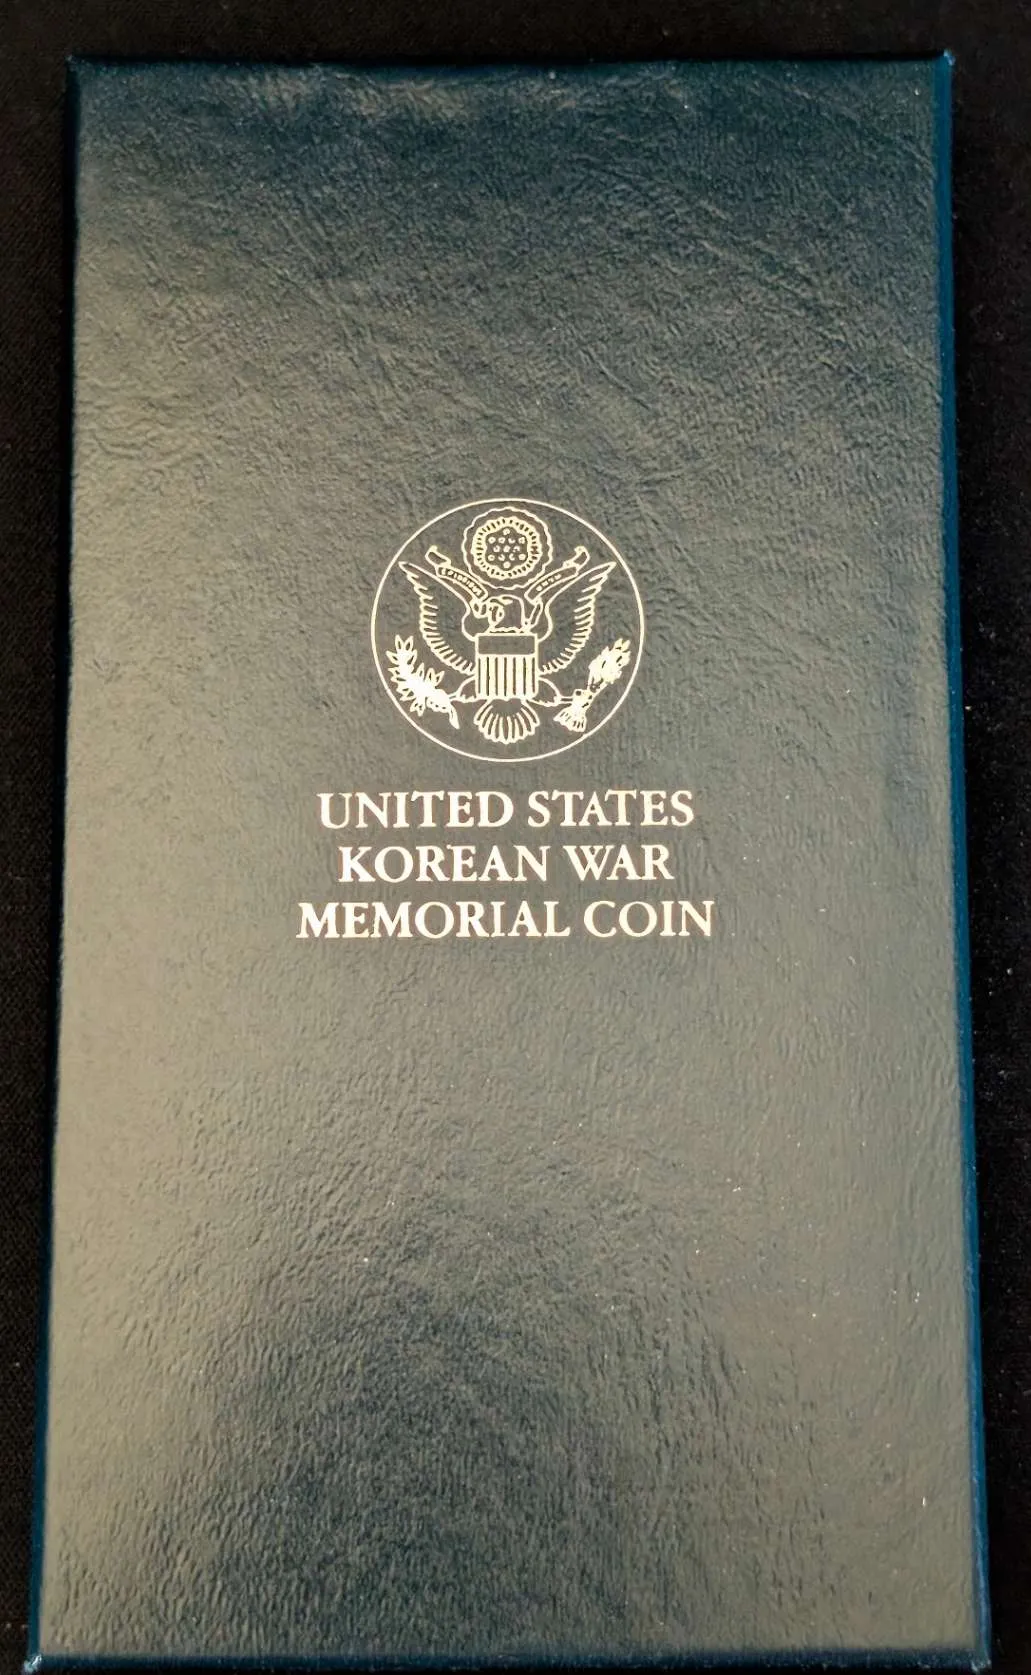 UNITED STATES
KOREAN WAR
MEMORIAL COIN